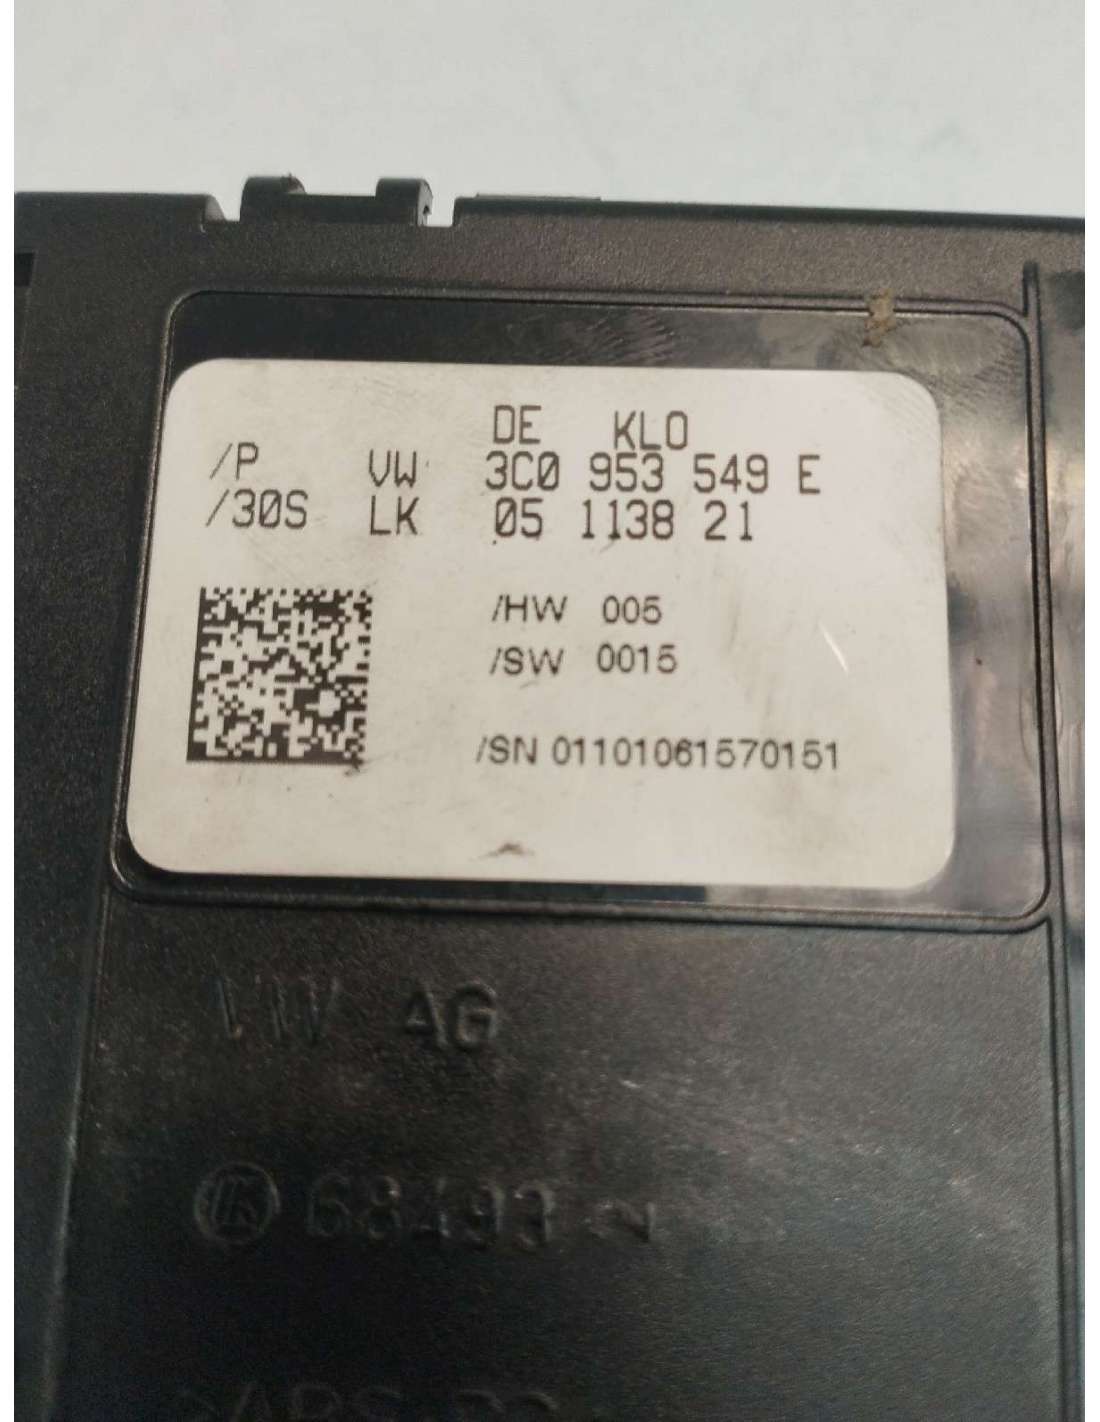 DE KLO
/P VW 3C0 953 549 E
/30S LK 05 1138 21
/HW 005
/SW 0015
/SN 01101061570151
VW AG
LK 68493